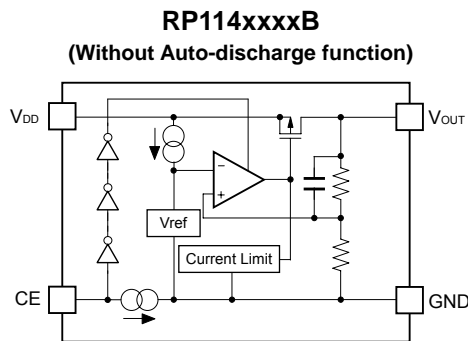 RP114xxxxB
(Without Auto-discharge function)
VDD
VOUT
−
+
Vref
Current Limit
CE
GND